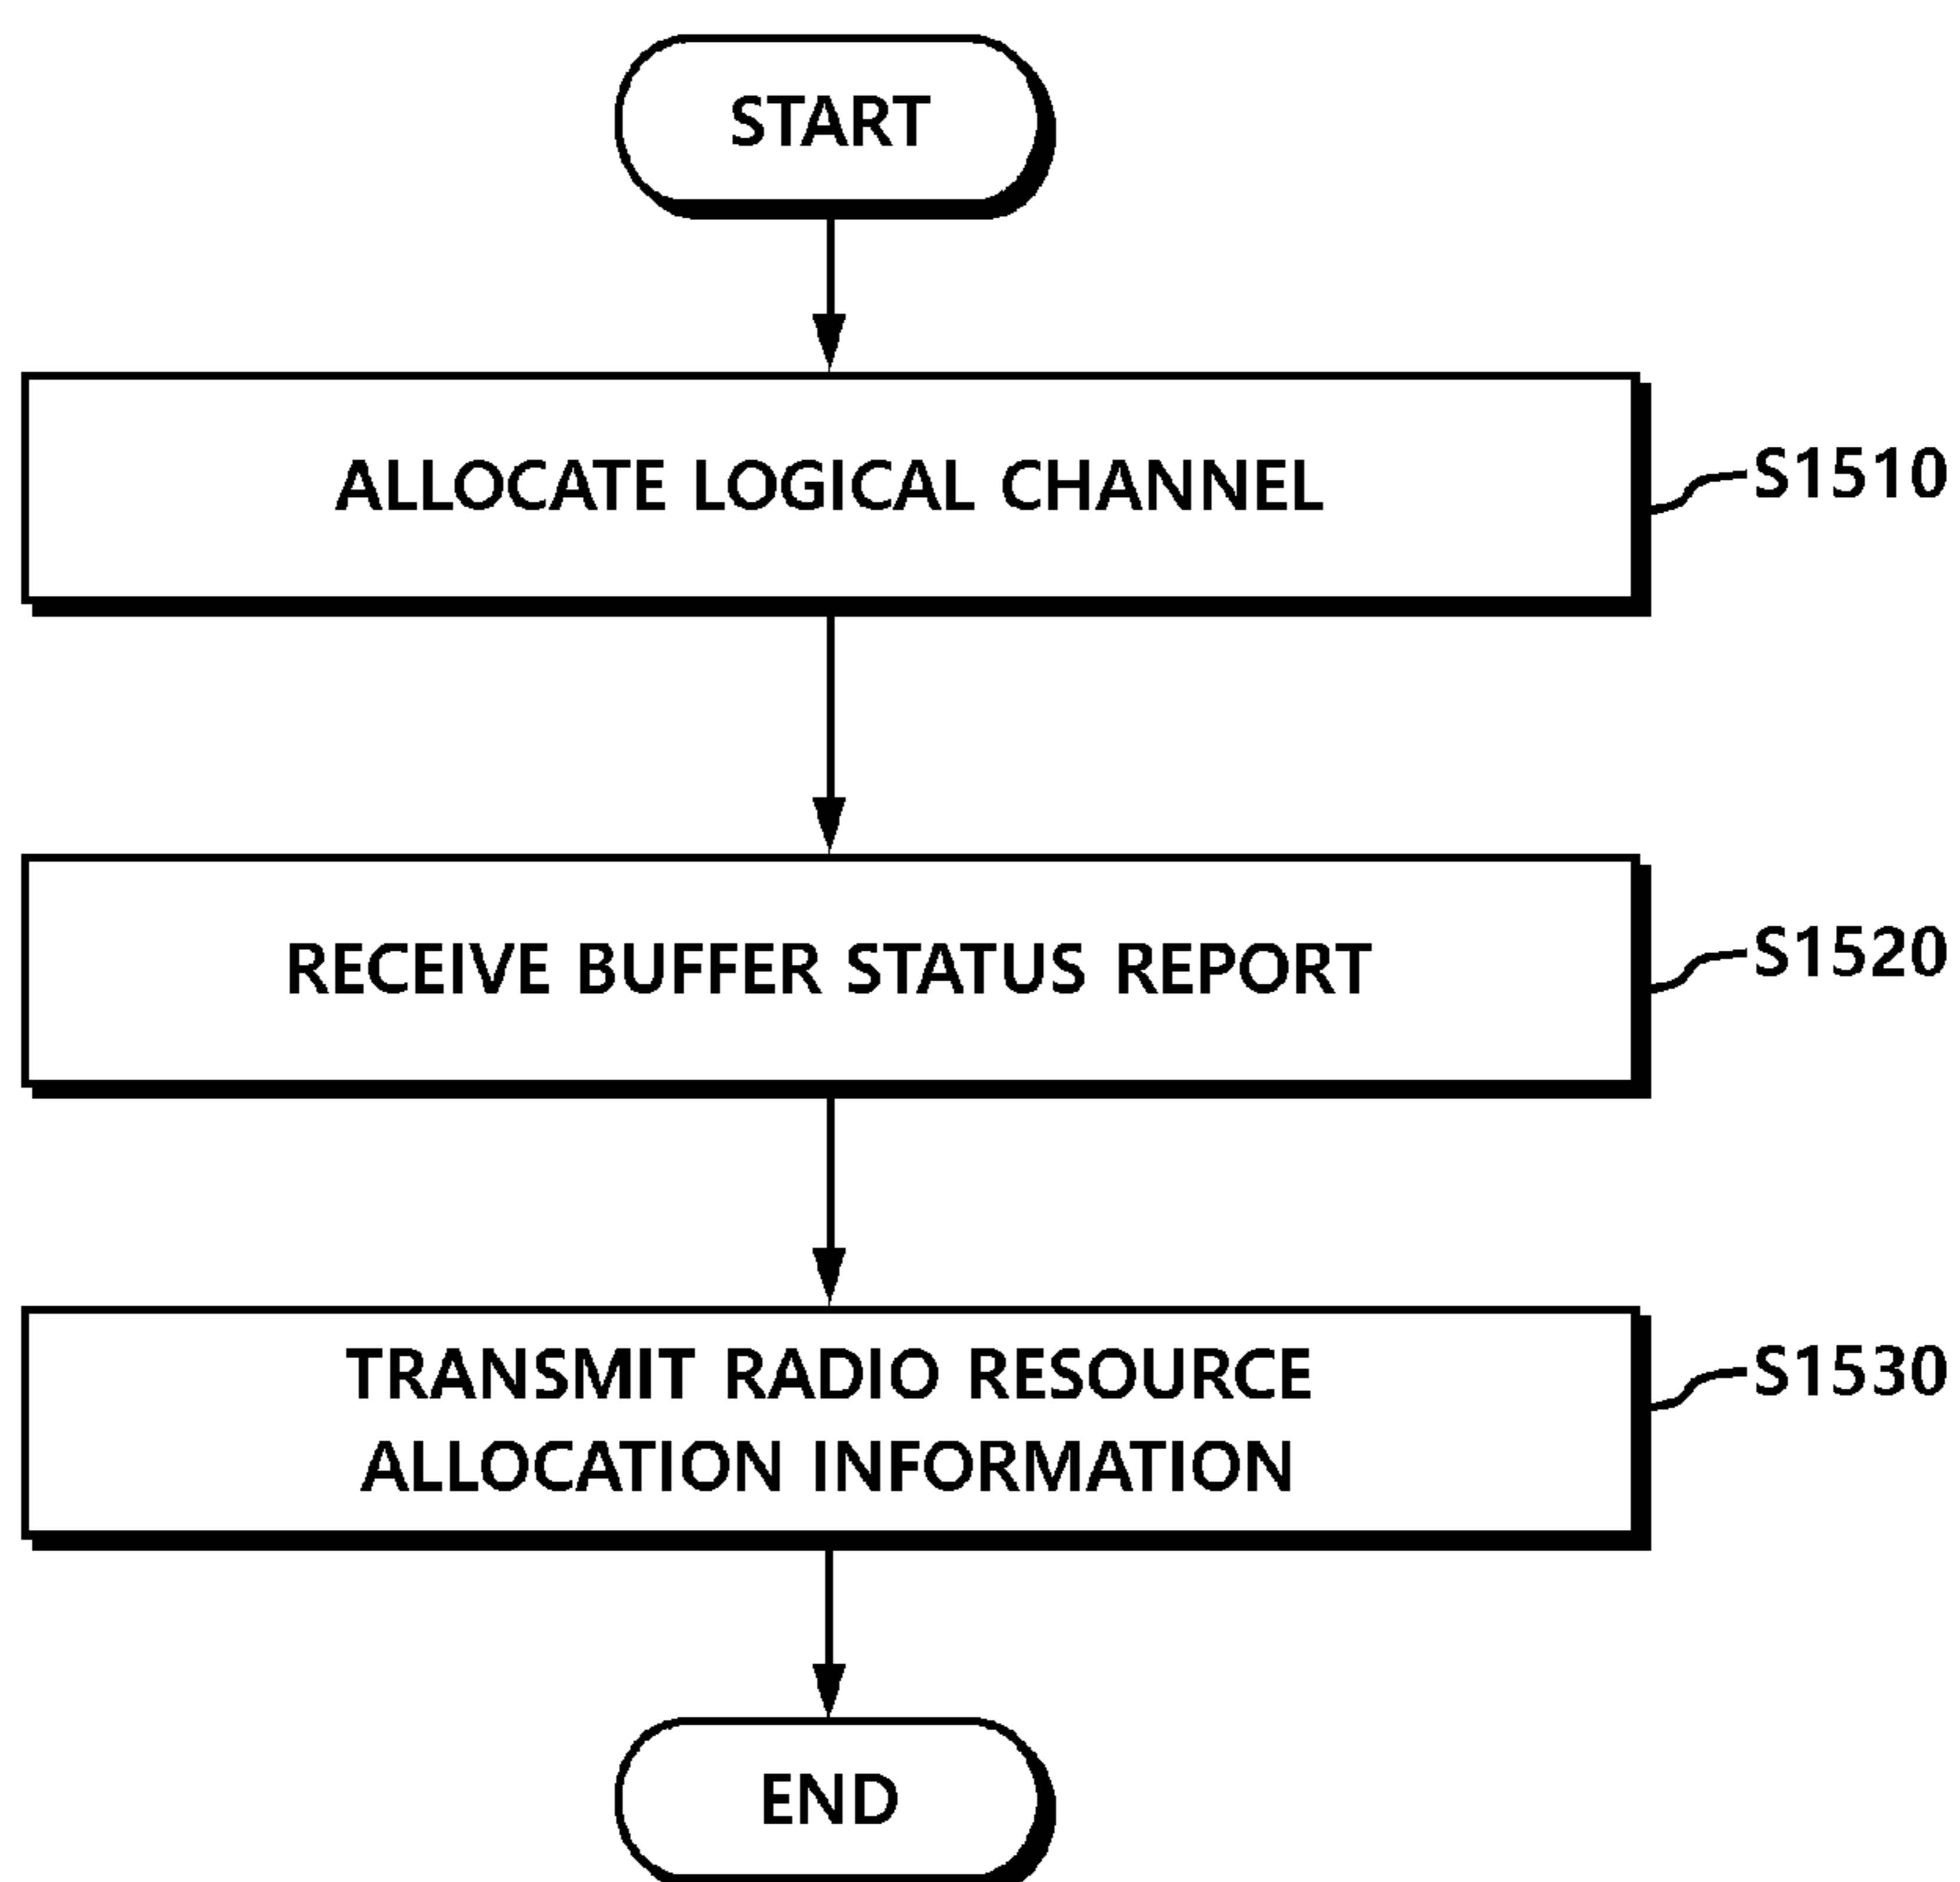 START
ALLOCATE LOGICAL CHANNEL
S1510
RECEIVE BUFFER STATUS REPORT
S1520
TRANSMIT RADIO RESOURCE
ALLOCATION INFORMATION
S1530
END